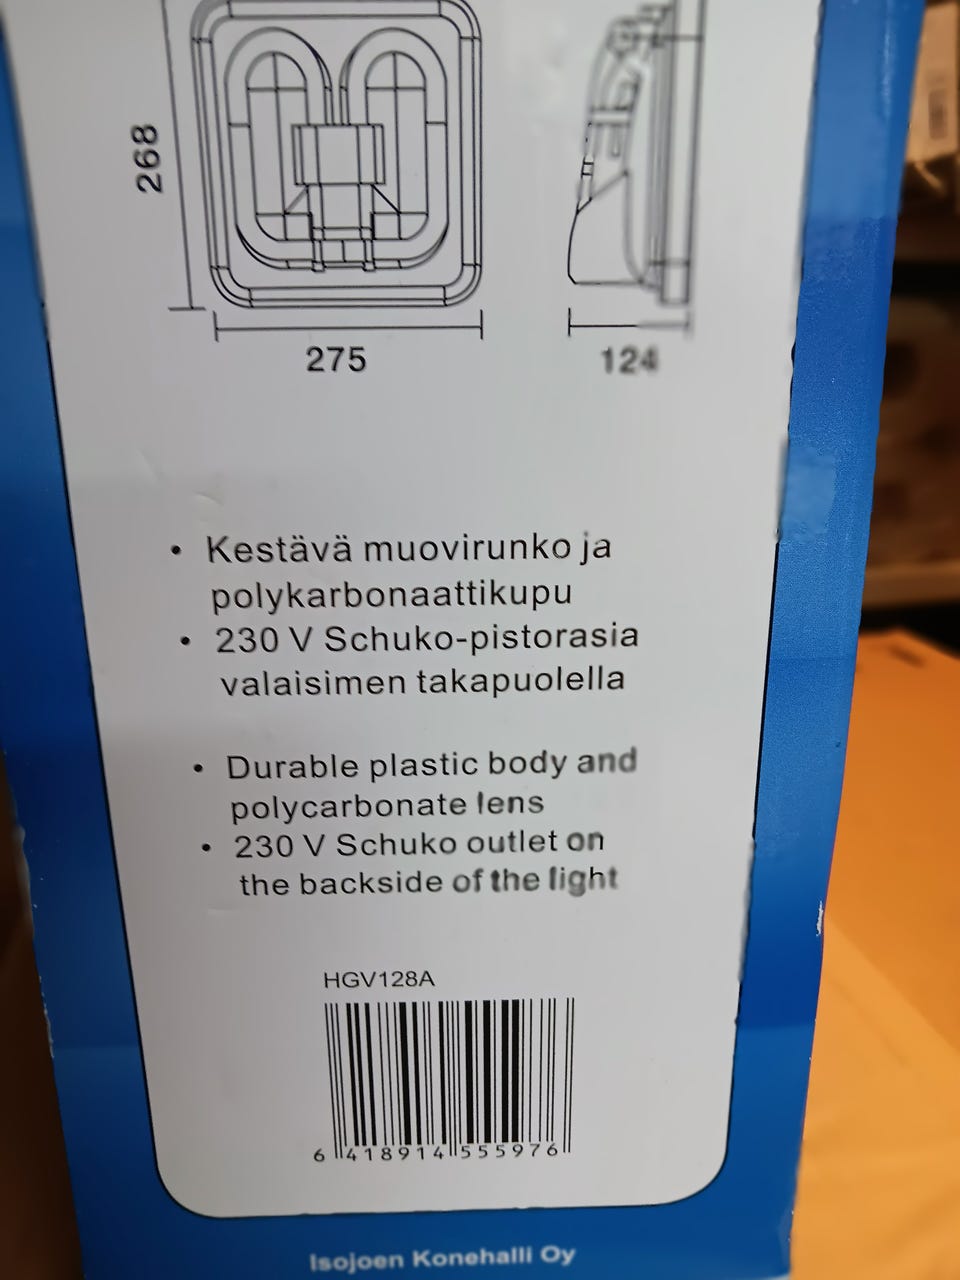 268
275
124
• Kestävä muovirunko ja
polykarbonaattikupu
• 230 V Schuko-pistorasia
valaisimen takapuolella
• Durable plastic body and
polycarbonate lens
• 230 V Schuko outlet on
the backside of the light
HGV128A
6 418914 555976
Isojoen Konehalli Oy